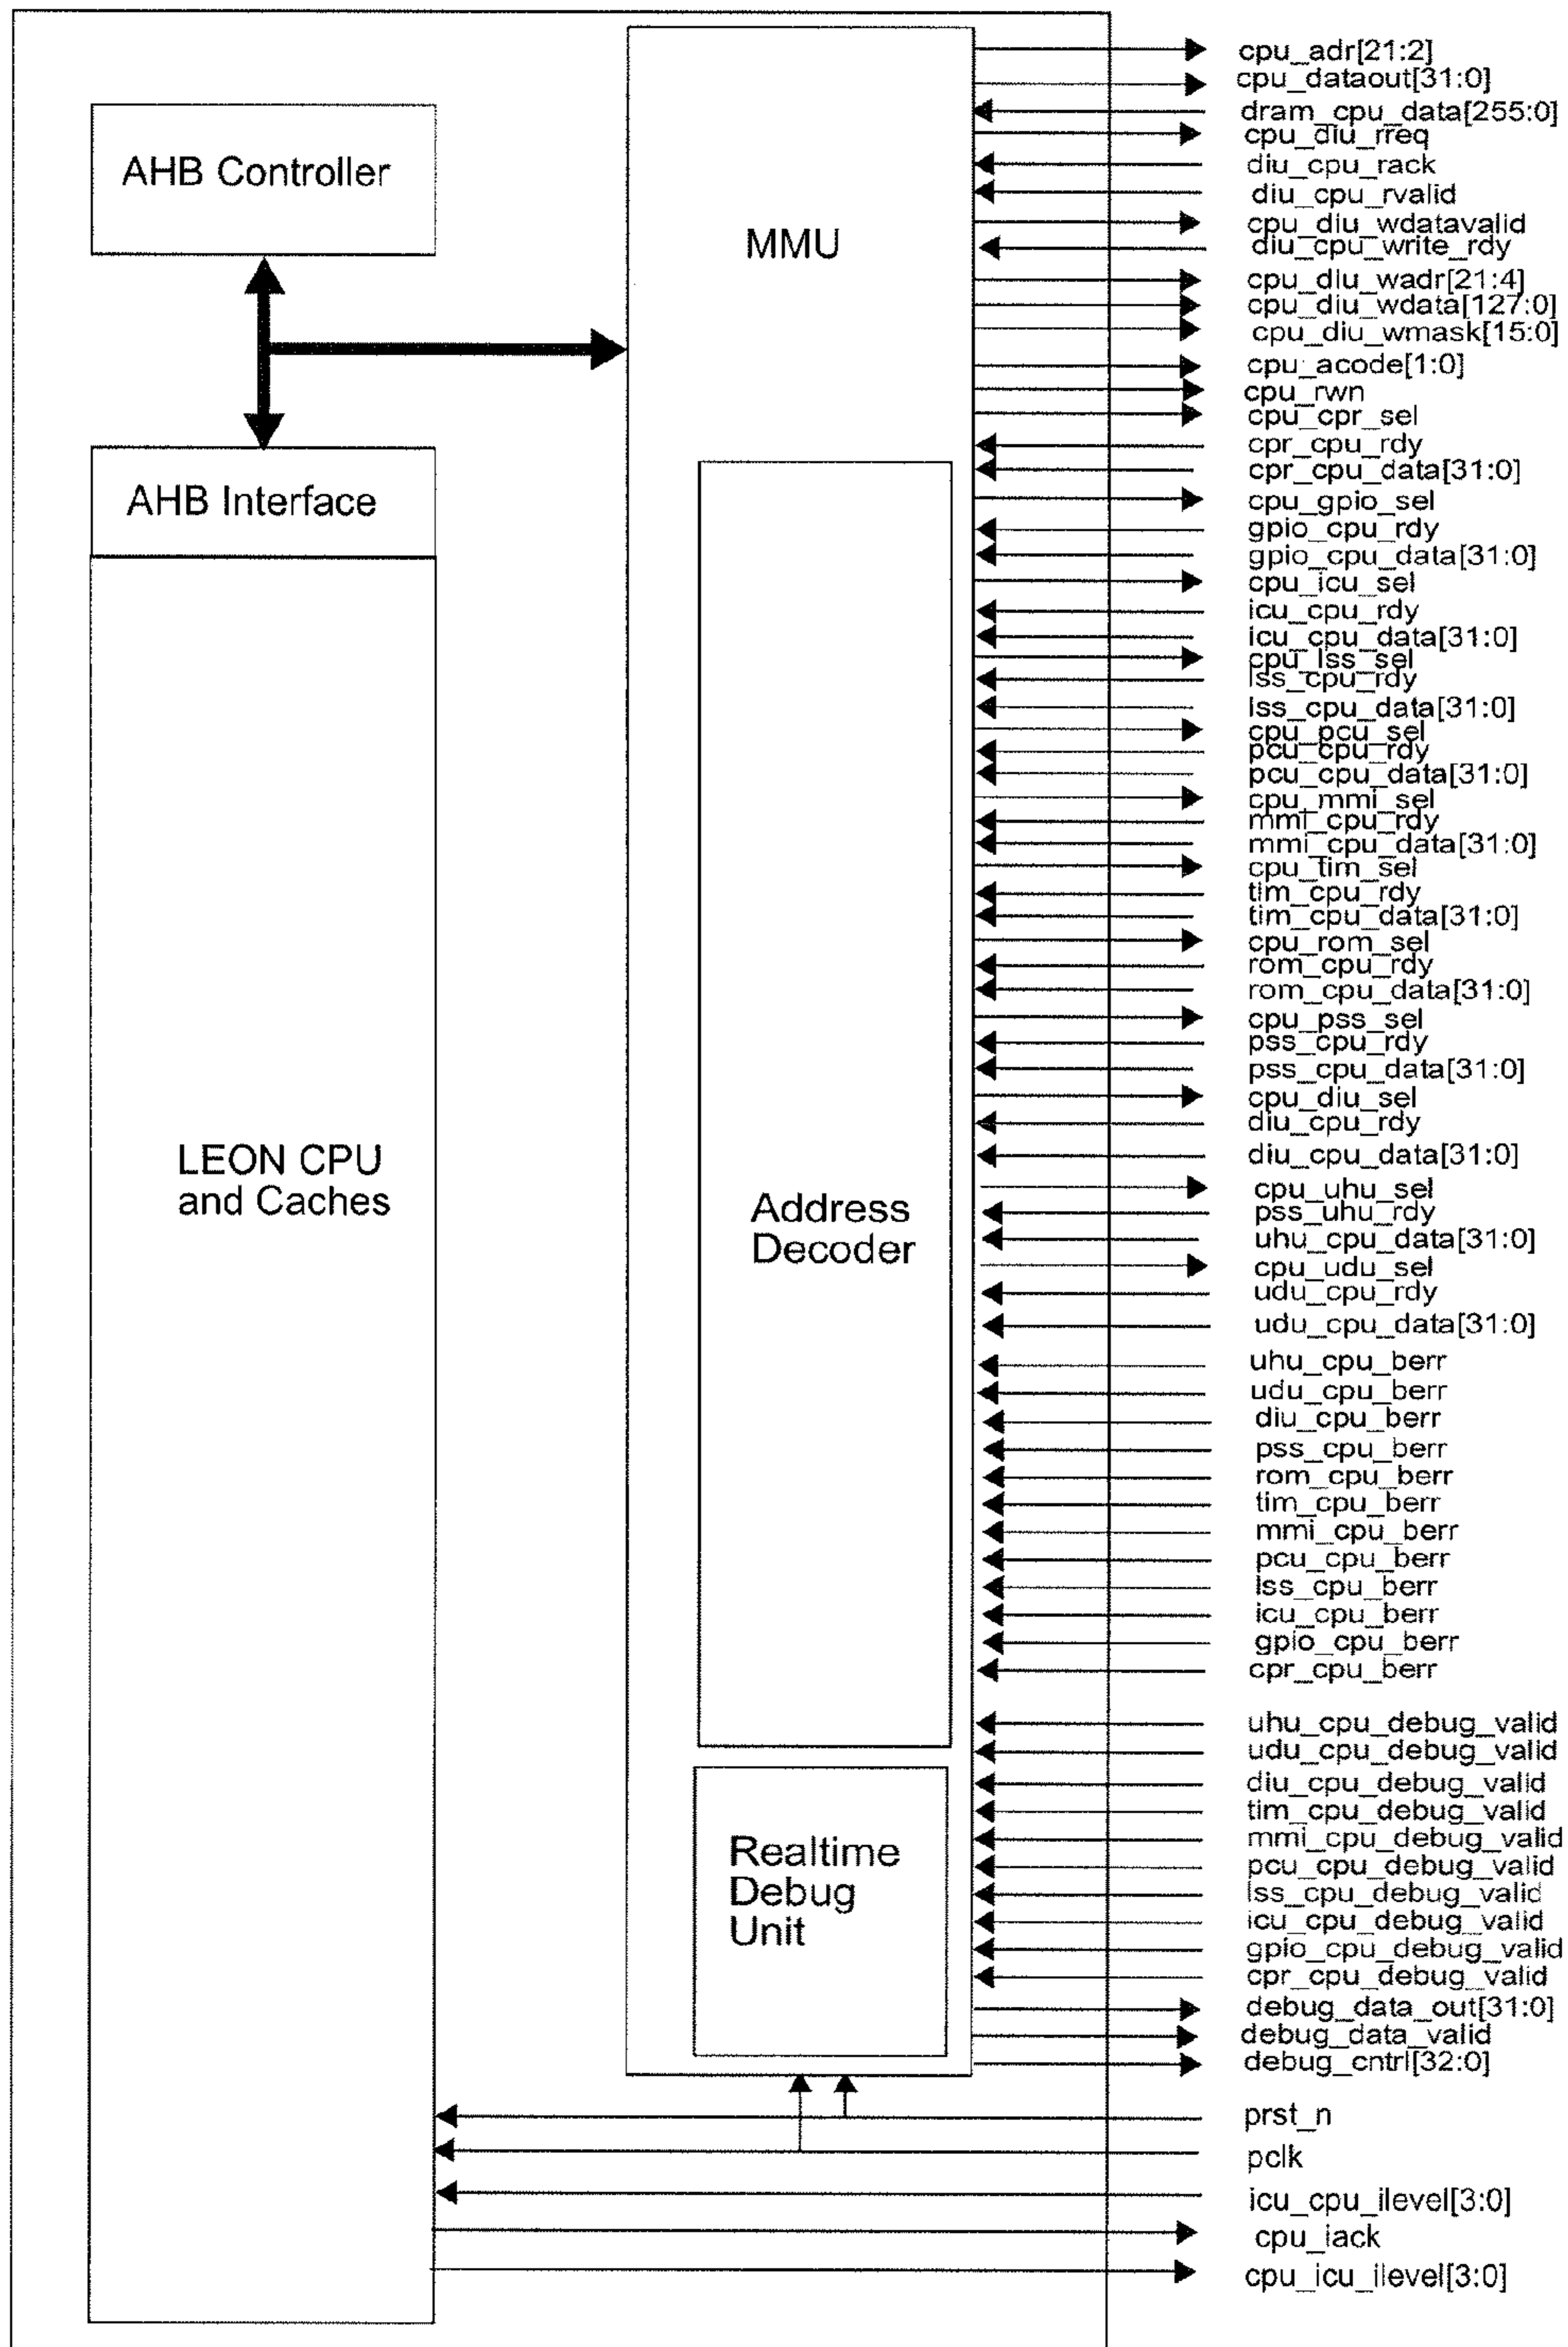 AHB Controller
AHB Interface
LEON CPU
and Caches
MMU
Address
Decoder
Realtime
Debug
Unit
cpu_adr[21:2]
cpu_dataout[31:0]
dram_cpu_data[255:0]
cpu_diu_rreq
diu_cpu_rack
diu_cpu_rvalid
cpu_diu_wdatavalid
diu_cpu_write_rdy
cpu_diu_wadr[21:4]
cpu_diu_wdata[127:0]
cpu_diu_wmask[15:0]
cpu_acode[1:0]
cpu_rwn
cpu_cpr_sel
cpr_cpu_rdy
cpr_cpu_data[31:0]
cpu_gpio_sel
gpio_cpu_rdy
gpio_cpu_data[31:0]
cpu_icu_sel
icu_cpu_rdy
icu_cpu_data[31:0]
cpu_lss_sel
lss_cpu_rdy
lss_cpu_data[31:0]
cpu_pcu_sel
pcu_cpu_rdy
pcu_cpu_data[31:0]
cpu_mmi_sel
mmi_cpu_rdy
mmi_cpu_data[31:0]
cpu_tim_sel
tim_cpu_rdy
tim_cpu_data[31:0]
cpu_rom_sel
rom_cpu_rdy
rom_cpu_data[31:0]
cpu_pss_sel
pss_cpu_rdy
pss_cpu_data[31:0]
cpu_diu_sel
diu_cpu_rdy
diu_cpu_data[31:0]
cpu_uhu_sel
pss_uhu_rdy
uhu_cpu_data[31:0]
cpu_udu_sel
udu_cpu_rdy
udu_cpu_data[31:0]
uhu_cpu_berr
udu_cpu_berr
diu_cpu_berr
pss_cpu_berr
rom_cpu_berr
tim_cpu_berr
mmi_cpu_berr
pcu_cpu_berr
lss_cpu_berr
icu_cpu_berr
gpio_cpu_berr
cpr_cpu_berr
uhu_cpu_debug_valid
udu_cpu_debug_valid
diu_cpu_debug_valid
tim_cpu_debug_valid
mmi_cpu_debug_valid
pcu_cpu_debug_valid
lss_cpu_debug_valid
icu_cpu_debug_valid
gpio_cpu_debug_valid
cpr_cpu_debug_valid
debug_data_out[31:0]
debug_data_valid
debug_cntrl[32:0]
prst_n
pclk
icu_cpu_ilevel[3:0]
cpu_iack
cpu_icu_ilevel[3:0]